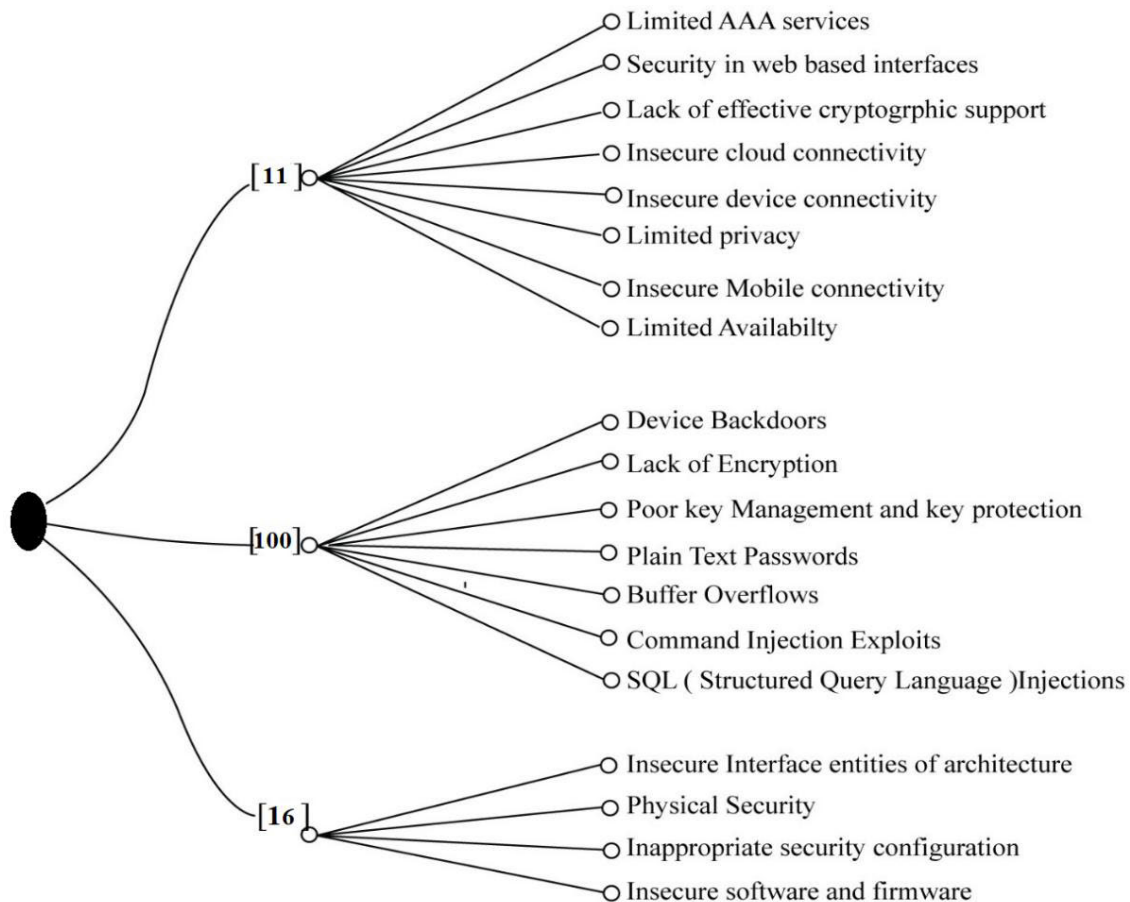 Limited AAA services
Security in web based interfaces
Lack of effective cryptogrphic support
Insecure cloud connectivity
[11]
Insecure device connectivity
Limited privacy
Insecure Mobile connectivity
Limited Availabilty
Device Backdoors
Lack of Encryption
Poor key Management and key protection
[100]
Plain Text Passwords
Buffer Overflows
Command Injection Exploits
SQL ( Structured Query Language )Injections
Insecure Interface entities of architecture
Physical Security
[16]
Inappropriate security configuration
Insecure software and firmware